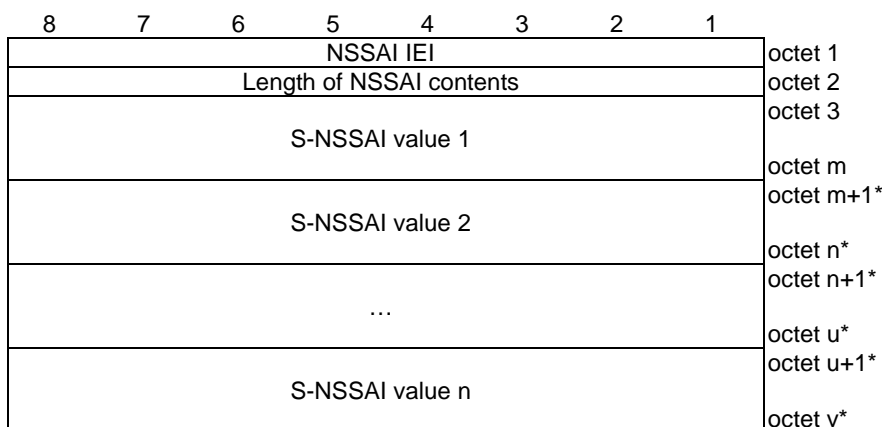 8 7 6 5 4 3 2 1
NSSAI IEI octet 1
Length of NSSAI contents octet 2
octet 3
S-NSSAI value 1
octet m
octet m+1*
S-NSSAI value 2
octet n*
octet n+1*
…
octet u*
octet u+1*
S-NSSAI value n
octet v*